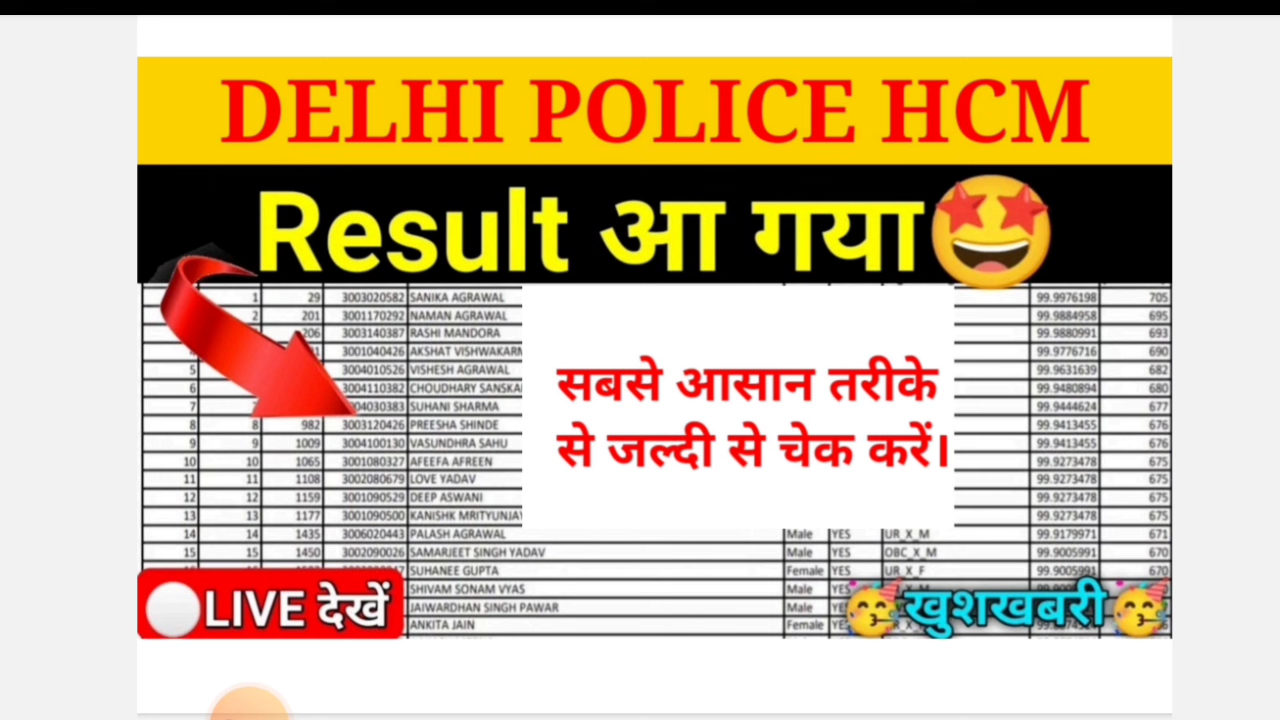 DELHI POLICE HCM
Result आ गया
1 29 3003020582 SANIKA AGRAWAL 99.9976198 705
2 201 3001170292 NAMAN AGRAWAL 99.9884958 695
206 3003140387 RASHI MANDORA 99.9880991 693
3001040426 AKSHAT VISHWAKARM 99.9776716 690
5 3004010526 VISHESH AGRAWAL 99.9631639 682
6 3004110382 CHOUDHARY SANSKA 99.9480894 680
7 SUHANI SHARMA 99.9444624 677
8 8 982 3003120426 PREESHA SHINDE 99.9413455 676
9 9 1009 3004100130 VASUNDHRA SAHU 99.9413455 676
10 10 1065 3001080327 AFEEFA AFREEN 99.9273478 675
11 11 1108 3002080679 LOVE YADAV 99.9273478 675
12 12 1159 3001090529 DEEP ASWANI 99.9273478 675
13 13 1177 3001090500 KANISHK MRITYUNJA 99.9273478 675
सबसे आसान तरीके
से जल्दी से चेक करें।
14 14 1435 3006020443 PALASH AGRAWAL Male YES UR_X_M 99.9179971 671
15 15 1450 3002090026 SAMARJEET SINGH YADAV Male YES OBC_X_M 99.9005991 670
SUHANEE GUPTA Female YES UR_X_F 99.9005991 670
SHIVAM SONAM VYAS Male YES
JAIWARDHAN SINGH PAWAR Male
ANKITA JAIN Female
LIVE देखें
खुशखबरी